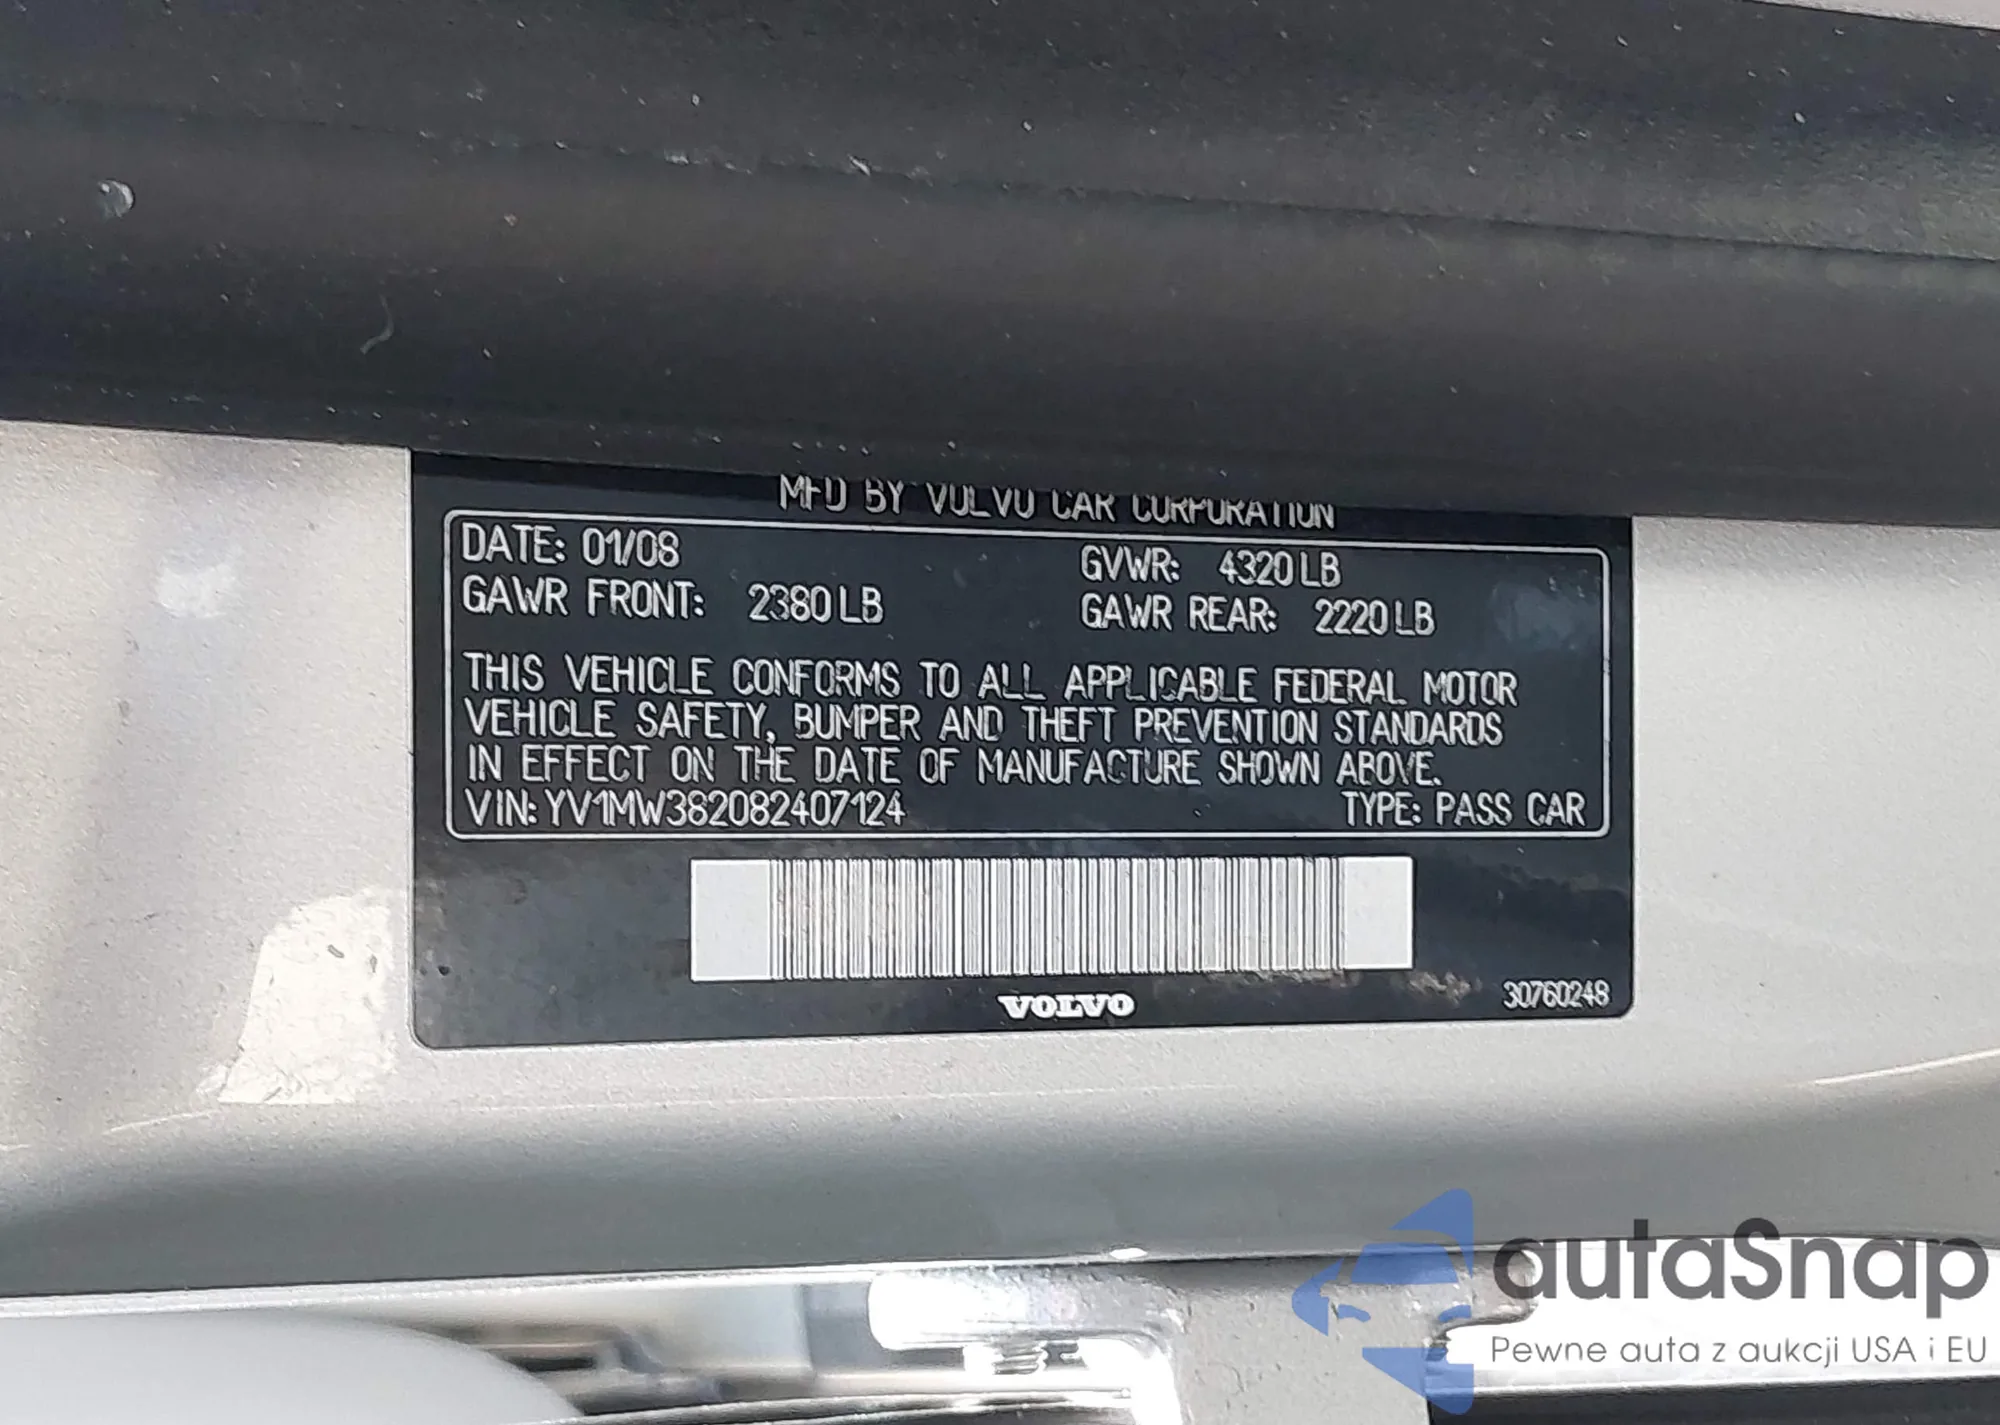 MFD BY VOLVO CAR CORPORATION
DATE: 01/08
GVWR: 4320 LB
GAWR FRONT: 2380 LB
GAWR REAR: 2220 LB
THIS VEHICLE CONFORMS TO ALL APPLICABLE FEDERAL MOTOR
VEHICLE SAFETY, BUMPER AND THEFT PREVENTION STANDARDS
IN EFFECT ON THE DATE OF MANUFACTURE SHOWN ABOVE.
VIN: YV1MW382082407124
TYPE: PASS CAR
VOLVO
30760248
autaSnap
Pewne auta z aukcji USA i EU